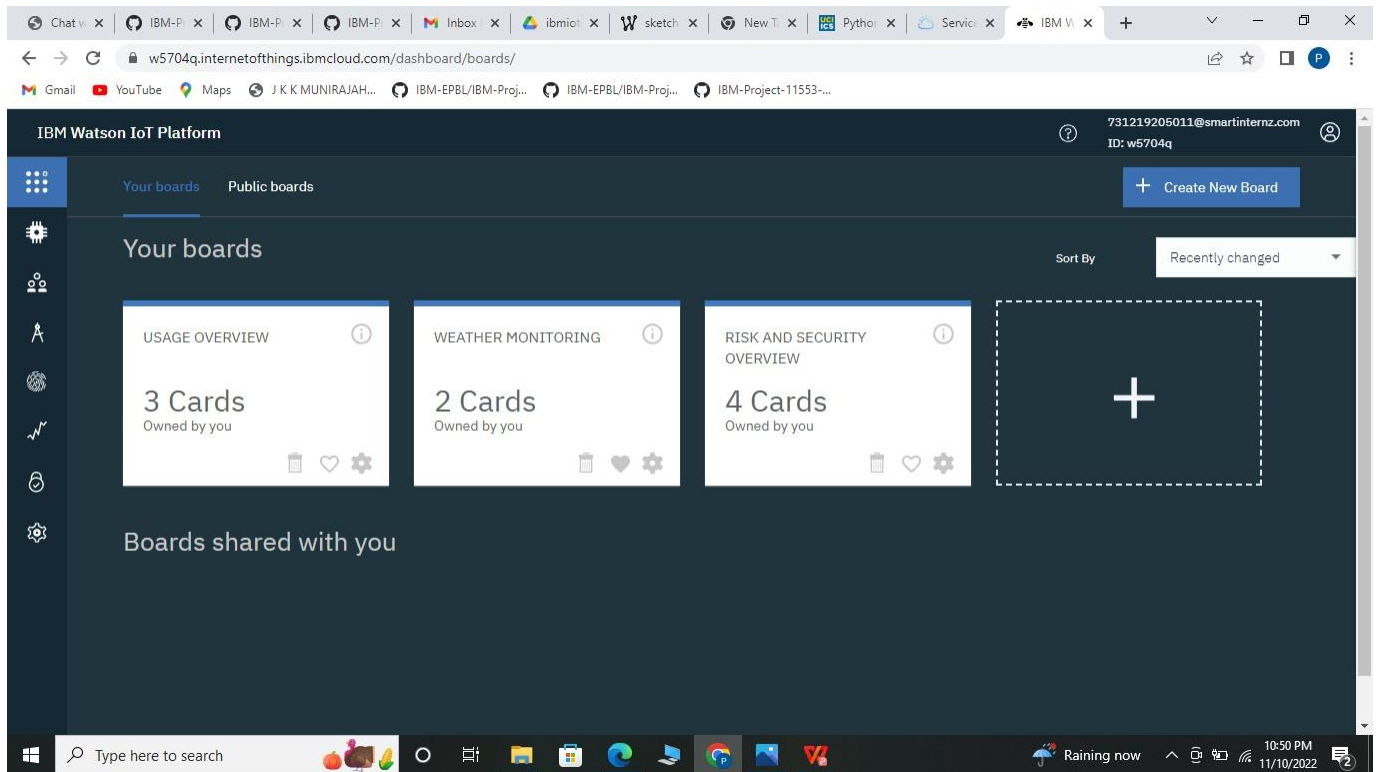 Chat w
IBM-P
IBM-P
IBM-P
Inbox
ibmiot
sketch
New T
Python
Service
IBM W
w5704q.internetofthings.ibmcloud.com/dashboard/boards/
P
Gmail
YouTube
Maps
J K K MUNIRAJAH...
IBM-EPBL/IBM-Proj...
IBM-EPBL/IBM-Proj...
IBM-Project-11553-...
IBM Watson IoT Platform
731219205011@smartinternz.com
ID: w5704q
Your boards
Public boards
Create New Board
Your boards
Sort By
Recently changed
USAGE OVERVIEW
3 Cards
Owned by you
WEATHER MONITORING
2 Cards
Owned by you
RISK AND SECURITY
OVERVIEW
4 Cards
Owned by you
Boards shared with you
Type here to search
Raining now
10:50 PM
11/10/2022
2